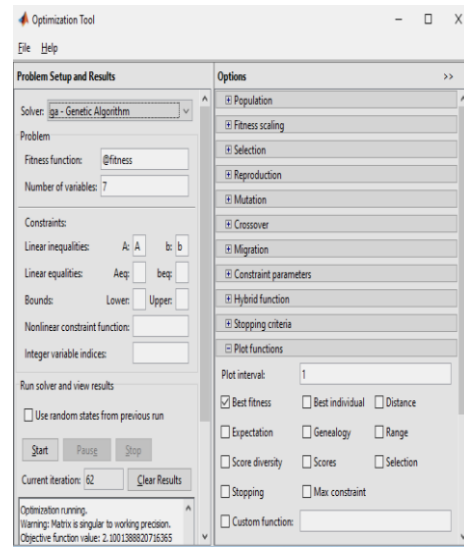 Optimization Tool
File Help
Problem Setup and Results
Solver: ga - Genetic Algorithm
Problem
Fitness function: @fitness
Number of variables: 7
Constraints:
Linear inequalities: A: A b: b
Linear equalities: Aeq: beq:
Bounds: Lower: Upper:
Nonlinear constraint function:
Integer variable indices:
Run solver and view results
Use random states from previous run
Start Pause Stop
Current iteration: 62 Clear Results
Optimization running.
Warning: Matrix is singular to working precision.
Objective function value: 2.1001388820716365
Options >>
Population
Fitness scaling
Selection
Reproduction
Mutation
Crossover
Migration
Constraint parameters
Hybrid function
Stopping criteria
Plot functions
Plot interval: 1
Best fitness Best individual Distance
Expectation Genealogy Range
Score diversity Scores Selection
Stopping Max constraint
Custom function: